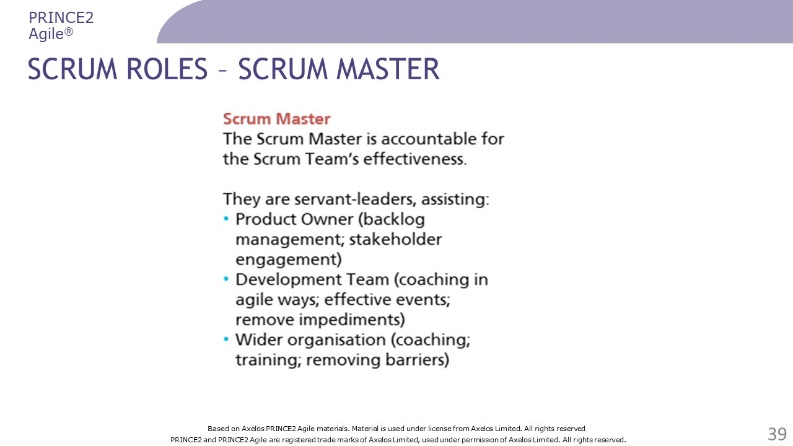 PRINCE2
Agile®
SCRUM ROLES – SCRUM MASTER
Scrum Master
The Scrum Master is accountable for
the Scrum Team's effectiveness.
They are servant-leaders, assisting:
• Product Owner (backlog
management; stakeholder
engagement)
• Development Team (coaching in
agile ways; effective events;
remove impediments)
• Wider organisation (coaching;
training; removing barriers)
Based on Axelos PRINCE2 Agile materials. Material is used under license from Axelos Limited. All rights reserved
PRINCE2 and PRINCE2 Agile are registered trade marks of Axelos Limited, used under permission of Axelos Limited. All rights reserved.
39